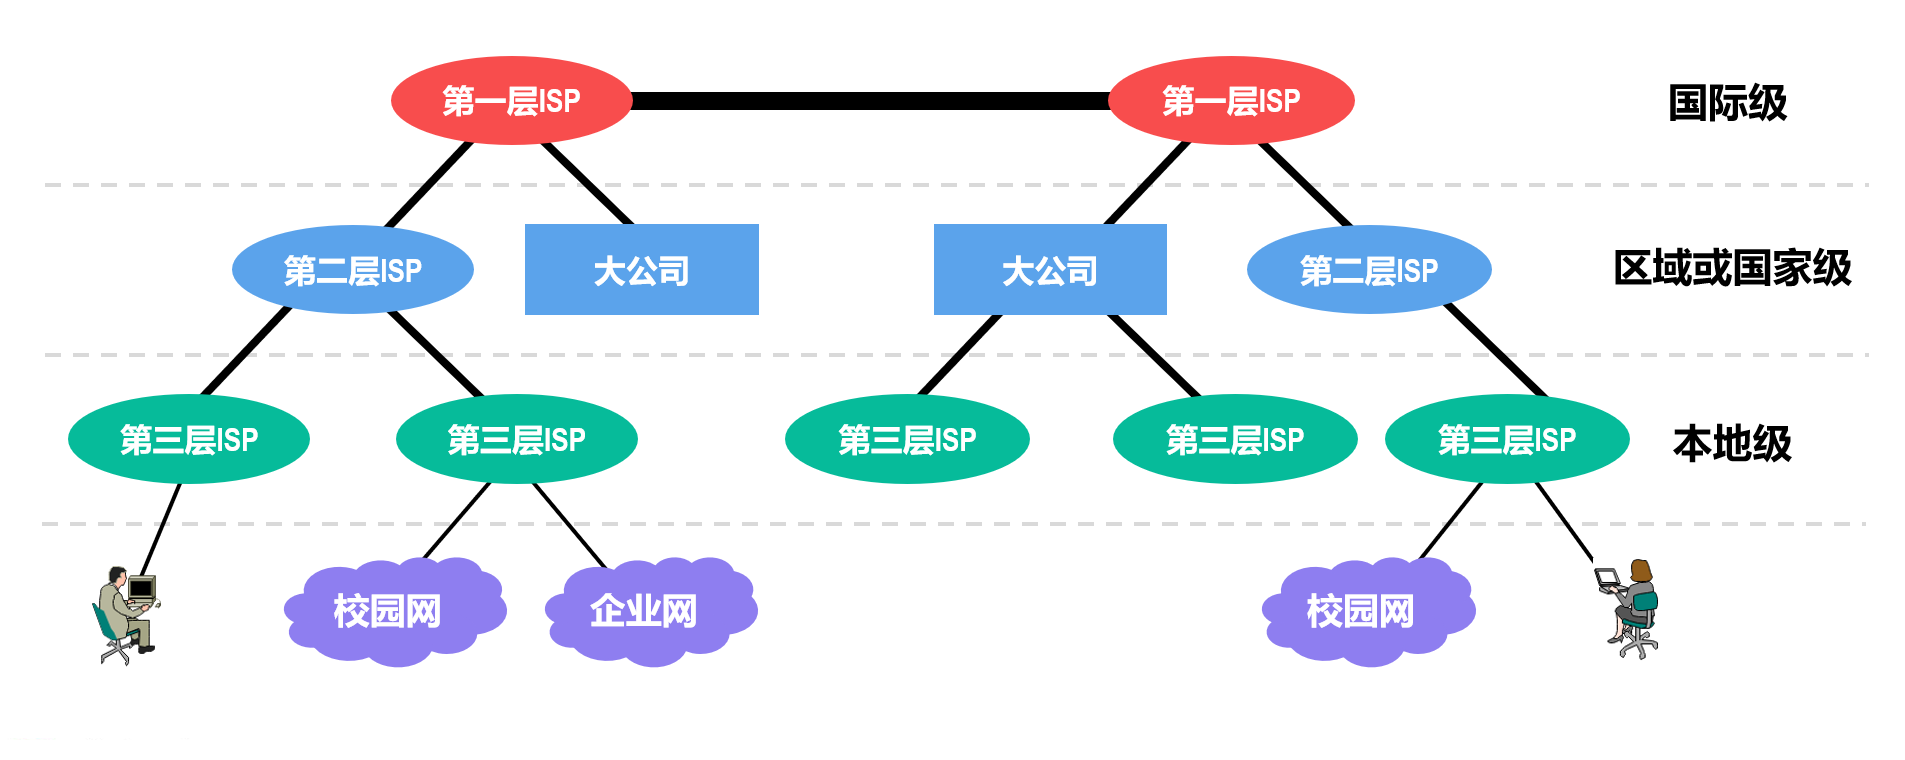 第一层ISP
第一层ISP
国际级
第二层ISP
大公司
大公司
第二层ISP
区域或国家级
第三层ISP
第三层ISP
第三层ISP
第三层ISP
第三层ISP
本地级
校园网
企业网
校园网